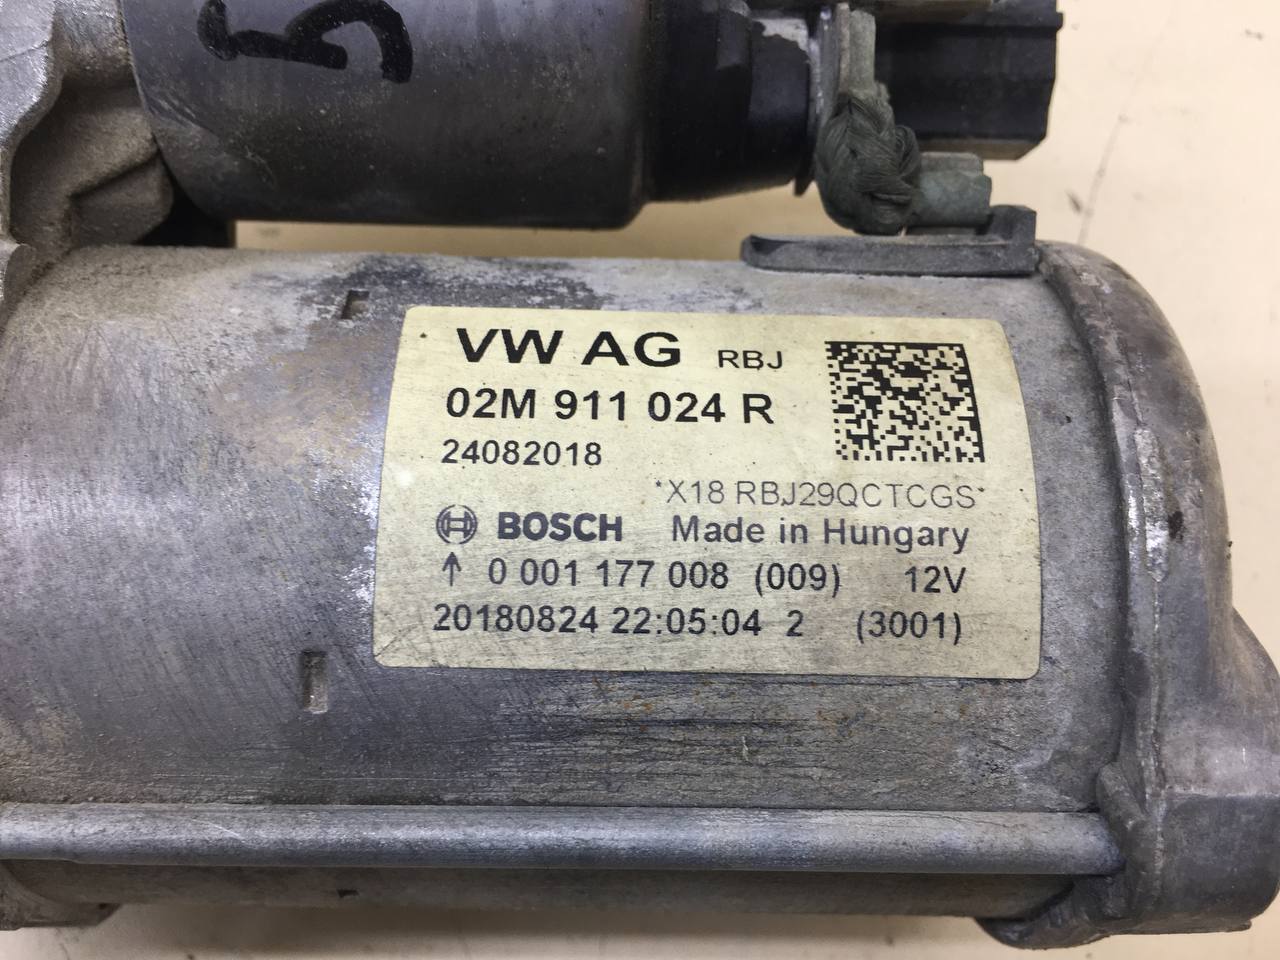 5
VW AG RBJ
02M 911 024 R
24082018
*X18 RBJ29QCTCGS*
BOSCH Made in Hungary
↑ 0 001 177 008 (009) 12V
20180824 22:05:04 2 (3001)